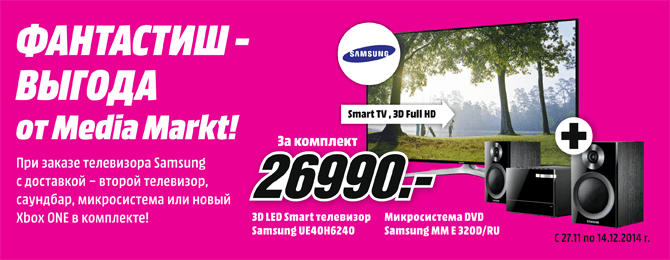 ФАНТАСТИШ -
ВЫГОДА
от Media Markt!
При заказе телевизора Samsung
с доставкой – второй телевизор,
саундбар, микросистема или новый
Xbox ONE в комплекте!
SAMSUNG
Smart TV , 3D Full HD
+
За комплект
26990.-
3D LED Smart телевизор
Samsung UE40H6240
Микросистема DVD
Samsung MM E 320D/RU
SAMSUNG
С 27.11 по 14.12.2014 г.